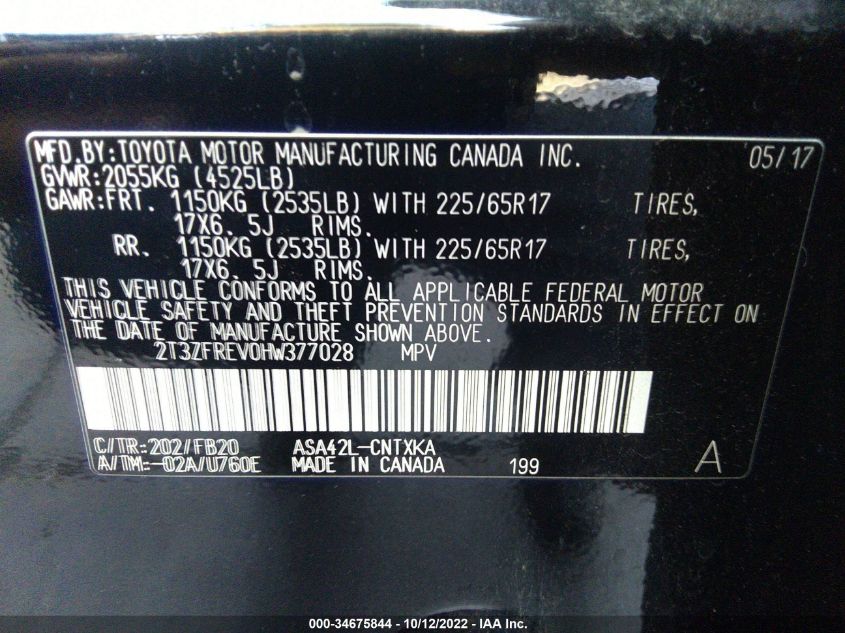 MFD.BY:TOYOTA MOTOR MANUFACTURING CANADA INC. 05/17
GVWR:2055KG (4525LB)
GAWR:FRT. 1150KG (2535LB) WITH 225/65R17 TIRES,
17X6.5J RIMS.
RR. 1150KG (2535LB) WITH 225/65R17 TIRES,
17X6.5J RIMS.
THIS VEHICLE CONFORMS TO ALL APPLICABLE FEDERAL MOTOR
VEHICLE SAFETY AND THEFT PREVENTION STANDARDS IN EFFECT ON
THE DATE OF MANUFACTURE SHOWN ABOVE.
2T3ZFREV0HW377028 MPV
C/TR:202/FB20 ASA42L-CNTXKA
A/TM:-02A/U760E MADE IN CANADA 199 A
000-34675844 - 10/12/2022 - IAA Inc.